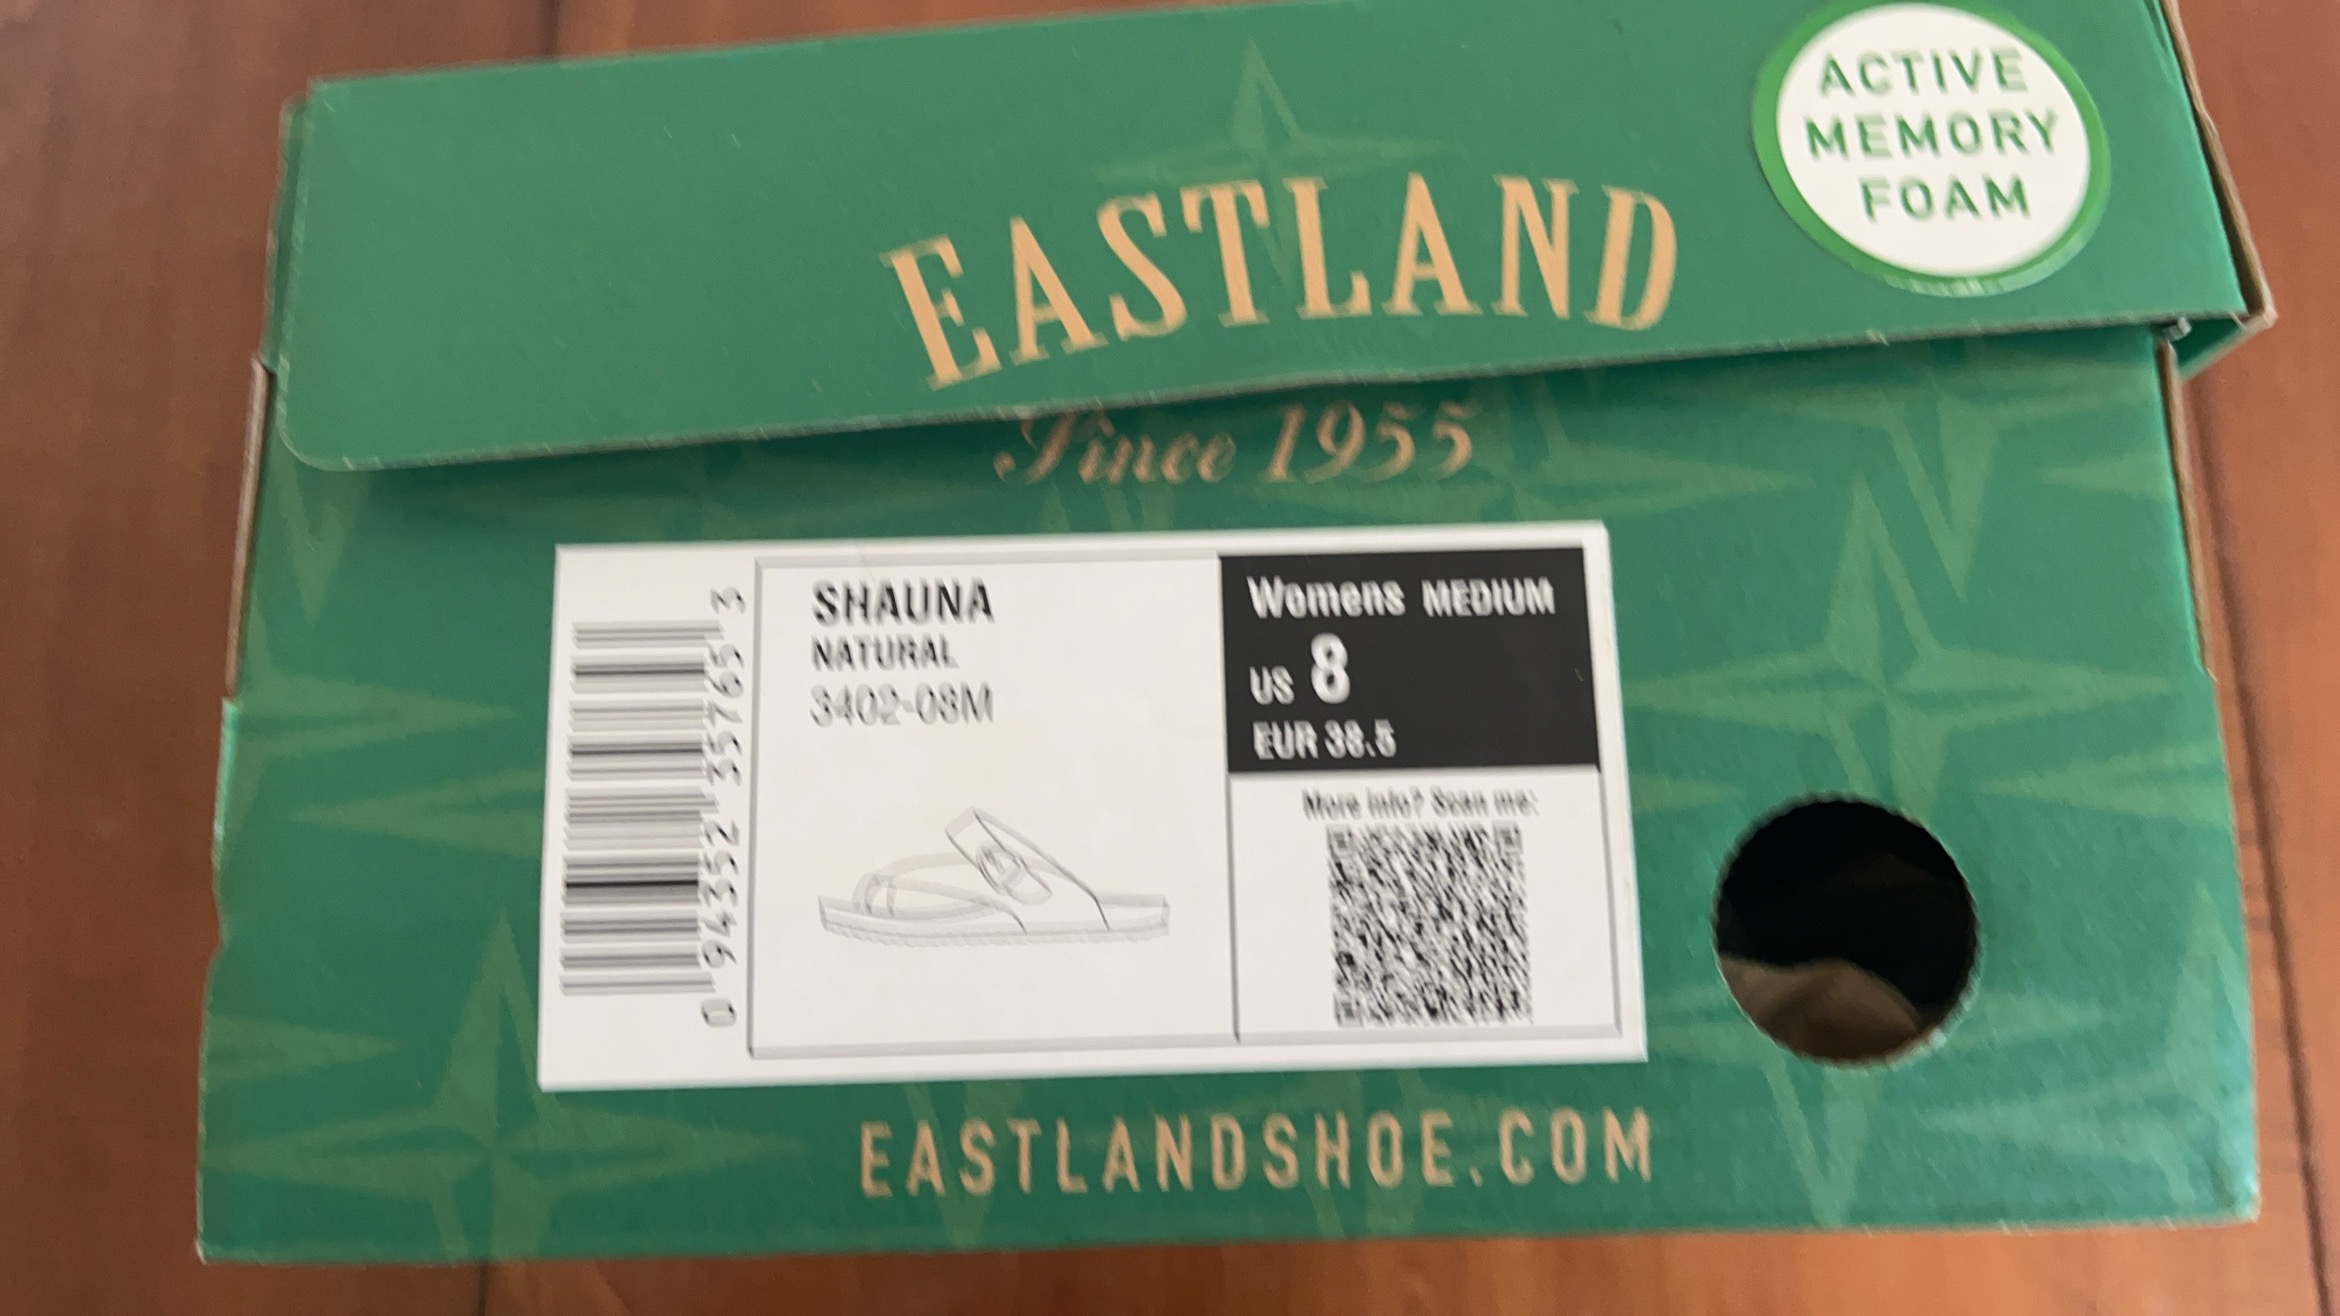 ACTIVE
MEMORY
FOAM
EASTLAND
Since 1955
0 94352 35765 3
SHAUNA
NATURAL
3402-08M
Womens MEDIUM
US 8
EUR 38.5
More info? Scan me:
EASTLANDSHOE.COM